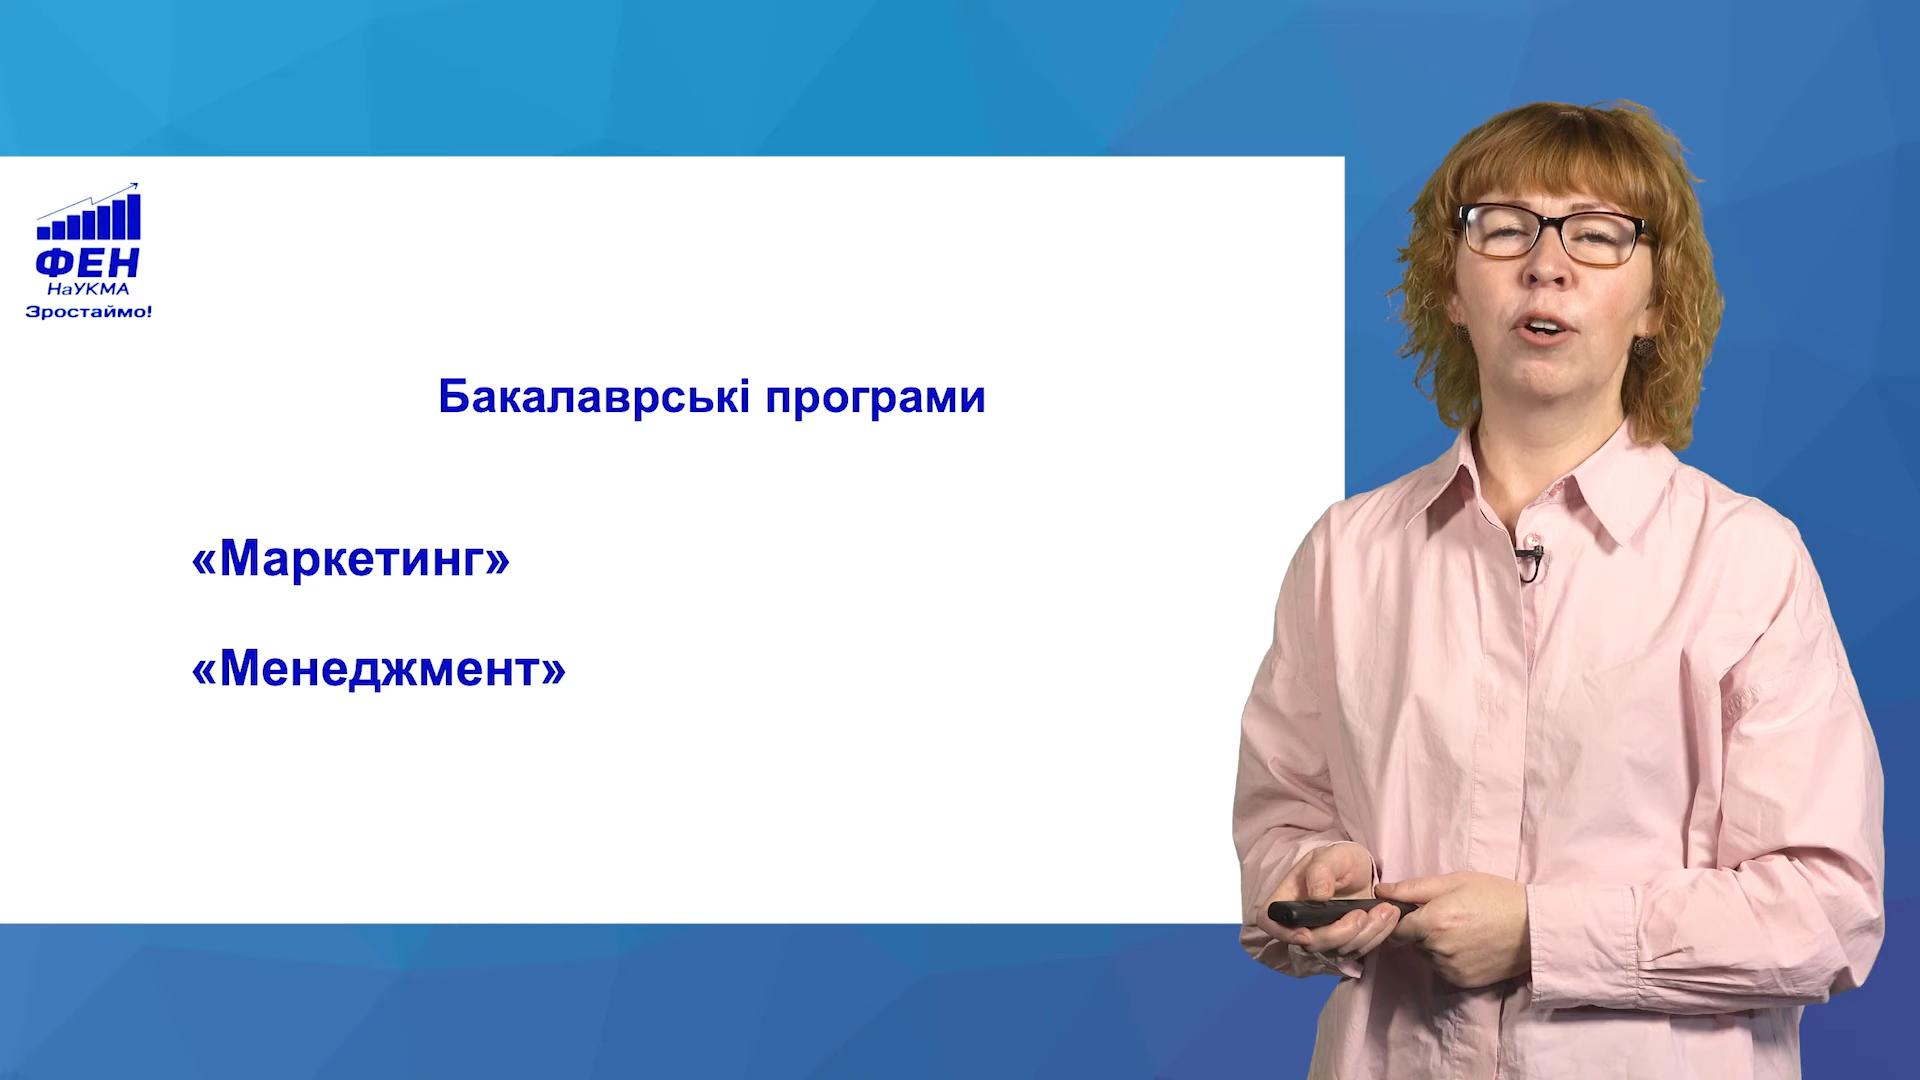 ФЕН
НаУКМА
Зростаймо!
Бакалаврські програми
«Маркетинг»
«Менеджмент»